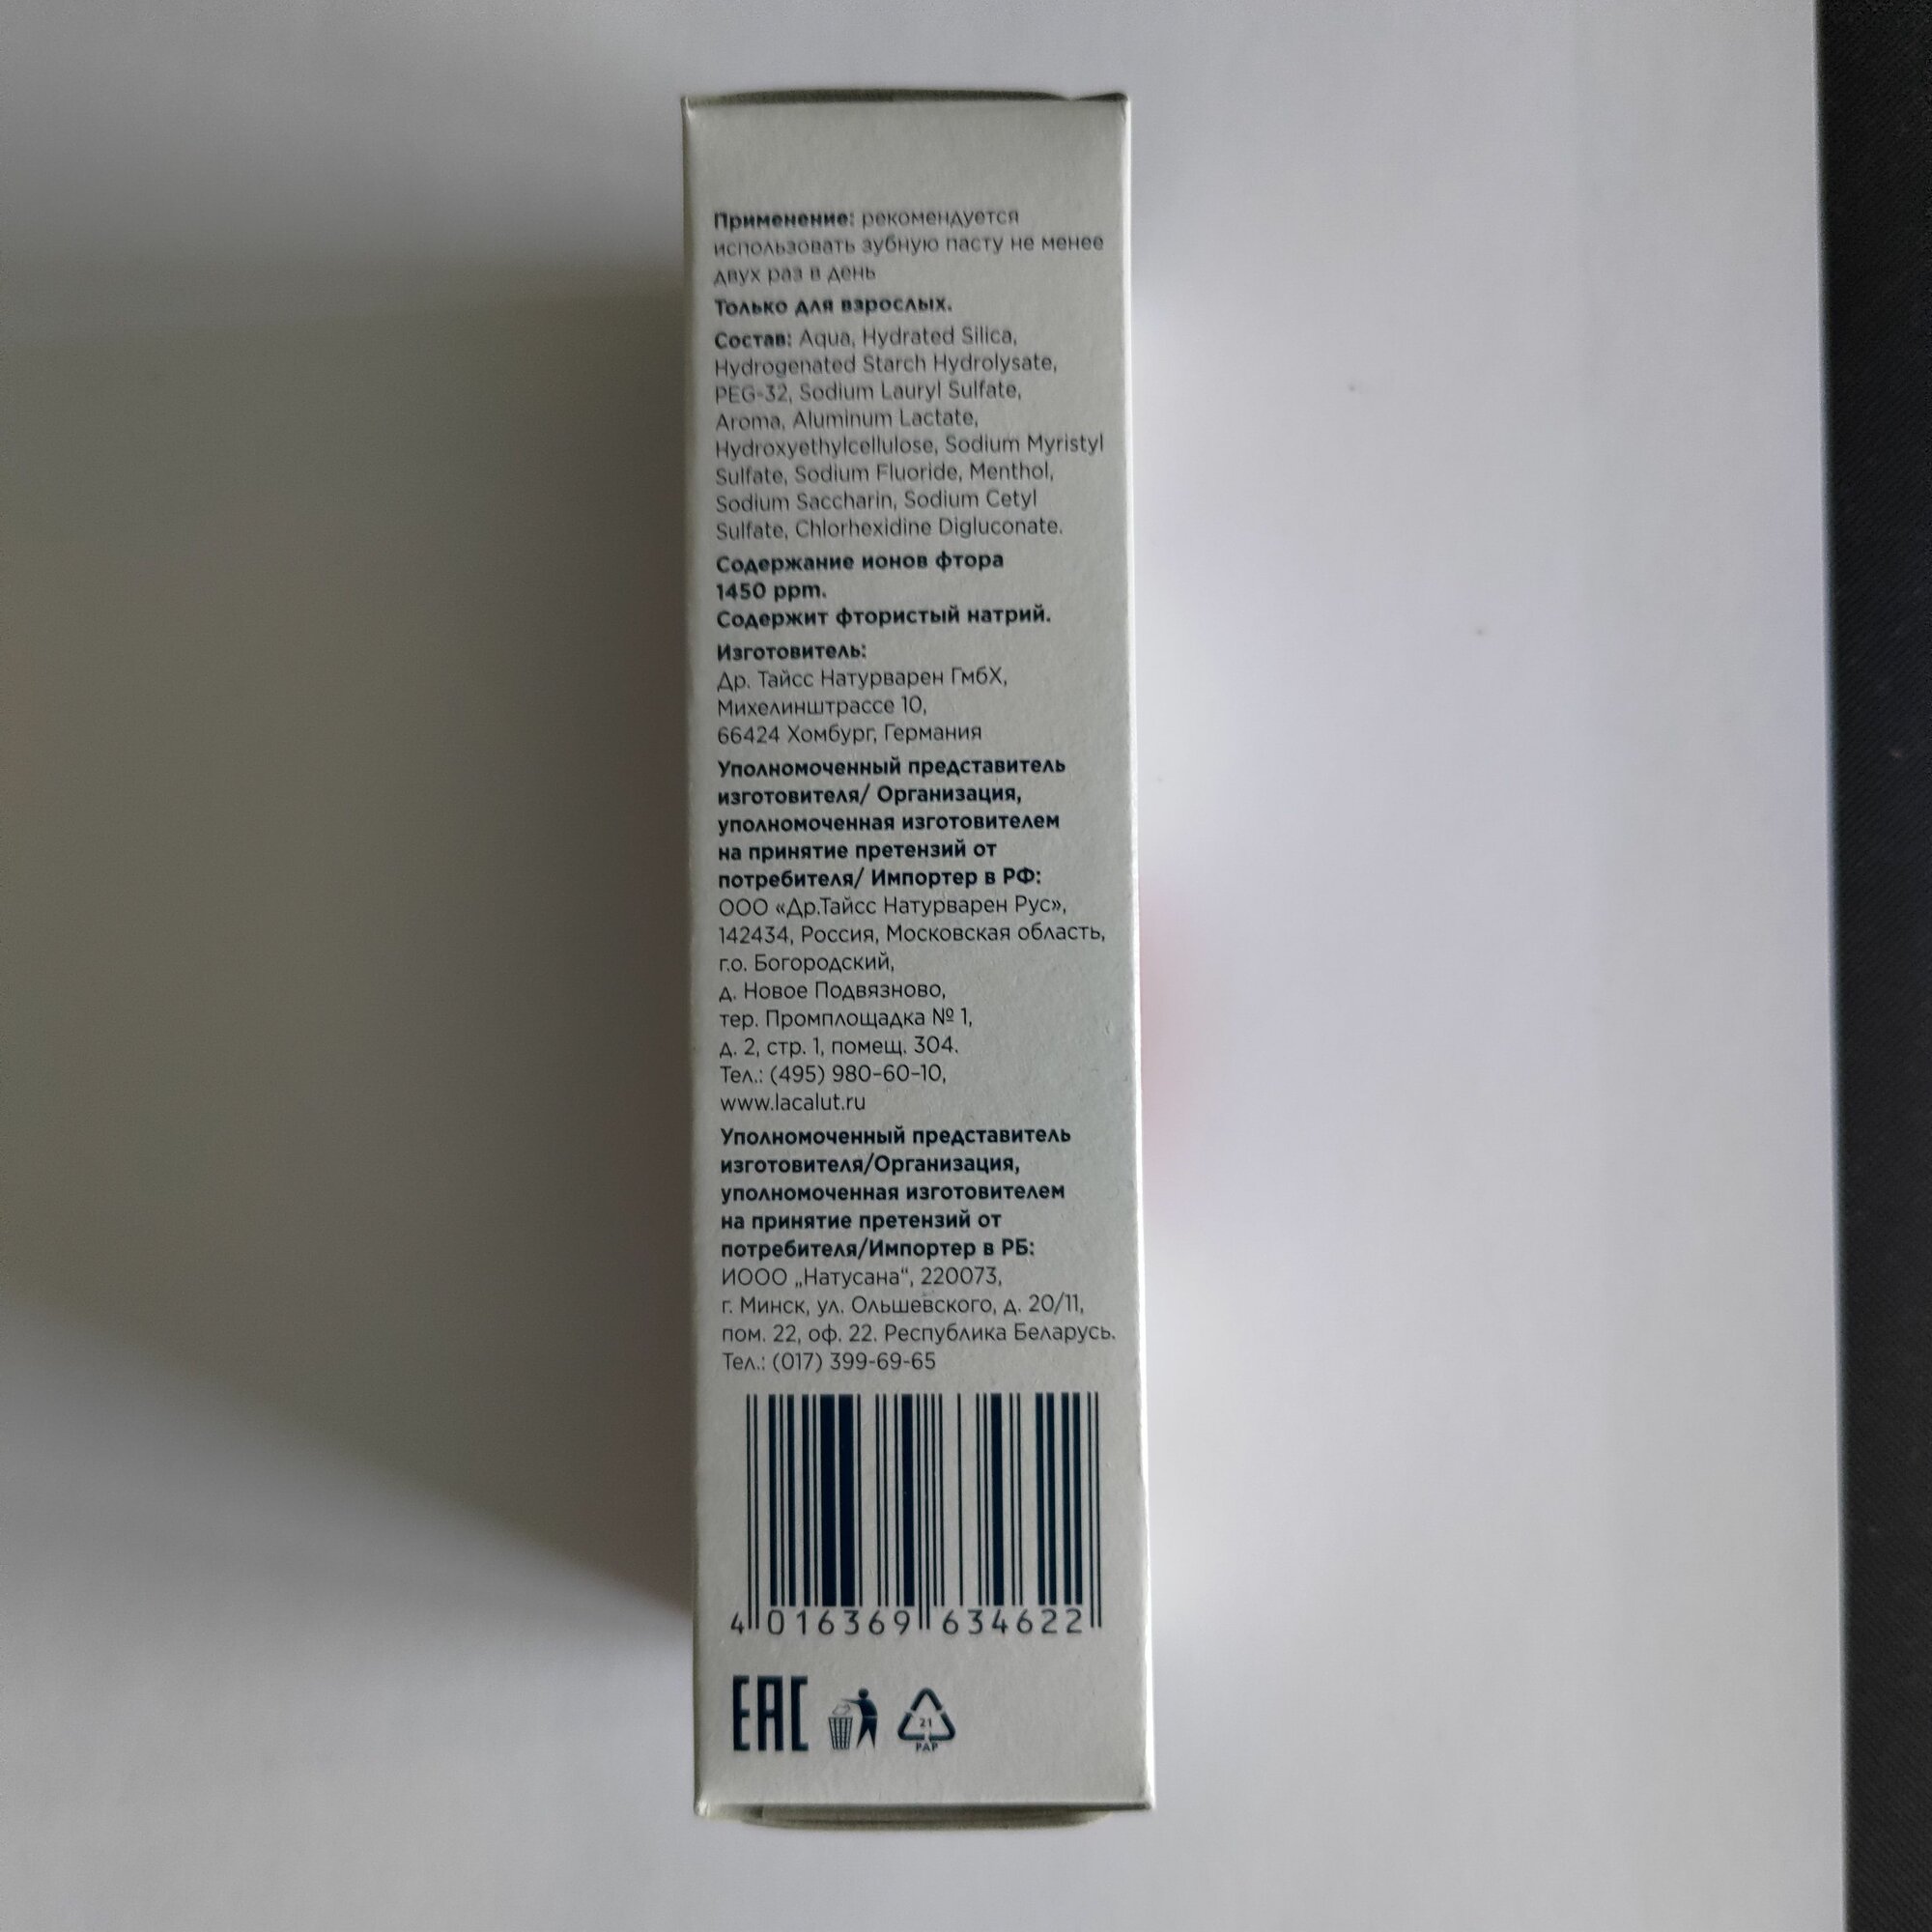 Применение: рекомендуется
использовать зубную пасту не менее
двух раз в день
Только для взрослых.
Состав: Aqua, Hydrated Silica,
Hydrogenated Starch Hydrolysate,
PEG-32, Sodium Lauryl Sulfate,
Aroma, Aluminum Lactate,
Hydroxyethylcellulose, Sodium Myristyl
Sulfate, Sodium Fluoride, Menthol,
Sodium Saccharin, Sodium Cetyl
Sulfate, Chlorhexidine Digluconate.
Содержание ионов фтора
1450 ppm.
Содержит фтористый натрий.
Изготовитель:
Др. Тайсс Натурварен ГмбХ,
Михелинштрассе 10,
66424 Хомбург, Германия
Уполномоченный представитель
изготовителя/ Организация,
уполномоченная изготовителем
на принятие претензий от
потребителя/ Импортер в РФ:
ООО «Др.Тайсс Натурварен Рус»,
142434, Россия, Московская область,
г.о. Богородский,
д. Новое Подвязново,
тер. Промплощадка № 1,
д. 2, стр. 1, помещ. 304.
Тел.: (495) 980-60-10,
www.lacalut.ru
Уполномоченный представитель
изготовителя/Организация,
уполномоченная изготовителем
на принятие претензий от
потребителя/Импортер в РБ:
ИООО „Натусана“, 220073,
г. Минск, ул. Ольшевского, д. 20/11,
пом. 22, оф. 22. Республика Беларусь.
Тел.: (017) 399-69-65
4 016369 634622
EAC
21
PAP